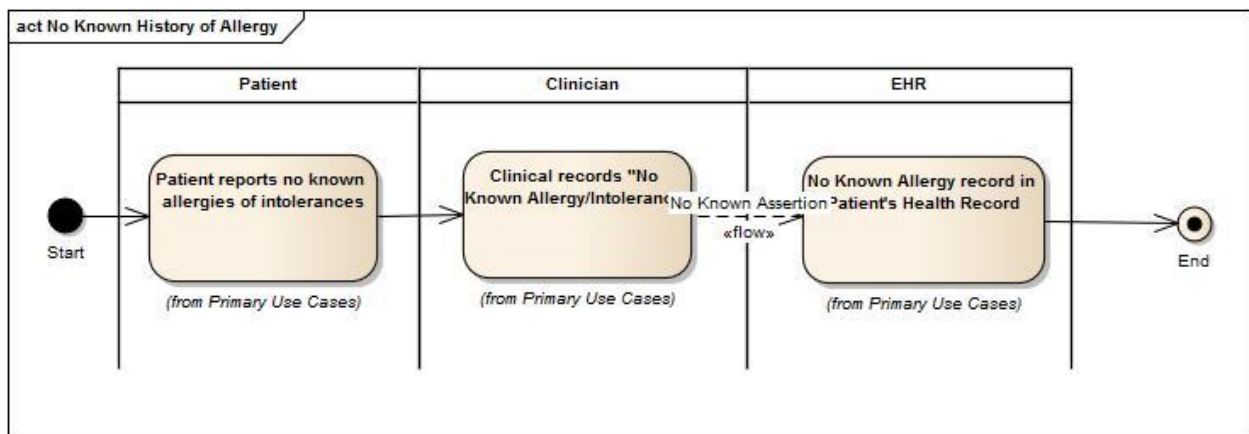 act No Known History of Allergy
Patient
Clinician
EHR
Start
Patient reports no known
allergies of intolerances
(from Primary Use Cases)
Clinical records "No
Known Allergy/Intoleranc
(from Primary Use Cases)
No Known Assertion
«flow»
No Known Allergy record in
Patient's Health Record
(from Primary Use Cases)
End